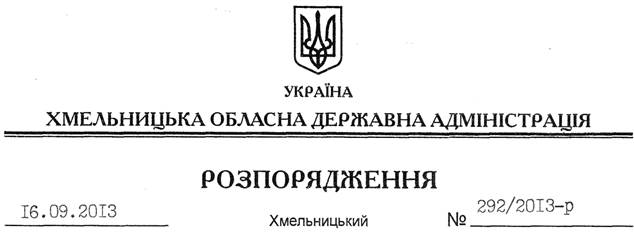 УКРАЇНА
ХМЕЛЬНИЦЬКА ОБЛАСНА ДЕРЖАВНА АДМІНІСТРАЦІЯ
РОЗПОРЯДЖЕННЯ
16.09.2013 Хмельницький № 292/2013-р